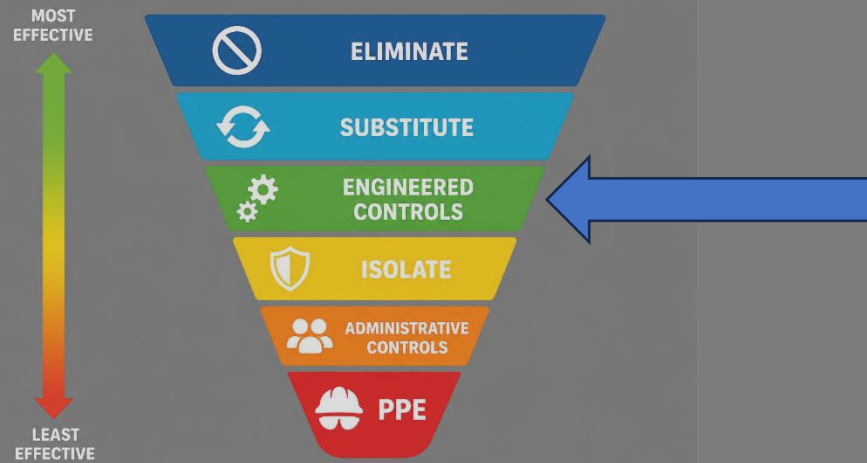 MOST
EFFECTIVE
ELIMINATE
SUBSTITUTE
ENGINEERED
CONTROLS
ISOLATE
ADMINISTRATIVE
CONTROLS
PPE
LEAST
EFFECTIVE